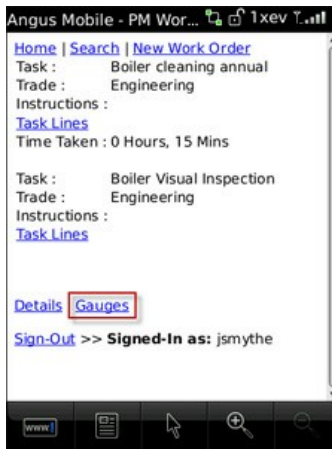 Angus Mobile - PM Wor... 1xev
Home | Search | New Work Order
Task : Boiler cleaning annual
Trade : Engineering
Instructions :
Task Lines
Time Taken : 0 Hours, 15 Mins
Task : Boiler Visual Inspection
Trade : Engineering
Instructions :
Task Lines
Details Gauges
Sign-Out >> Signed-In as: jsmythe
www